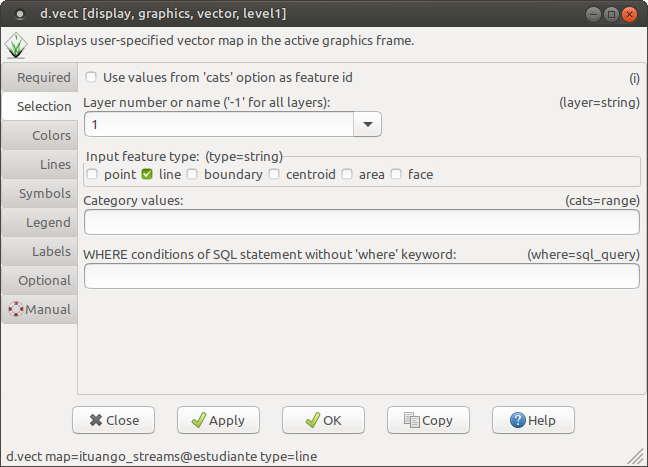 d.vect [display, graphics, vector, level1]
Displays user-specified vector map in the active graphics frame.
Required
Selection
Colors
Lines
Symbols
Legend
Labels
Optional
Manual
Use values from 'cats' option as feature id (i)
Layer number or name ('-1' for all layers): (layer=string)
1
Input feature type: (type=string)
point line boundary centroid area face
Category values: (cats=range)
WHERE conditions of SQL statement without 'where' keyword: (where=sql_query)
Close Apply OK Copy Help
d.vect map=ituango_streams@estudiante type=line